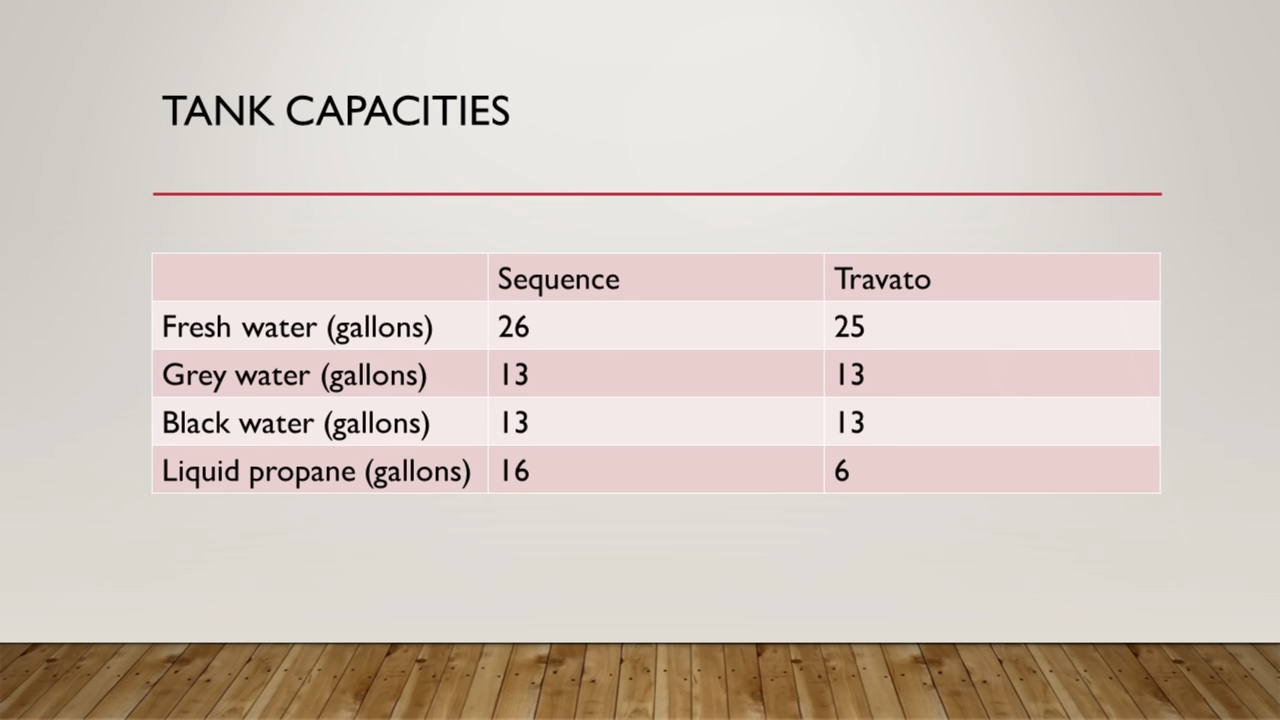 TANK CAPACITIES
Sequence Travato
Fresh water (gallons) 26 25
Grey water (gallons) 13 13
Black water (gallons) 13 13
Liquid propane (gallons) 16 6